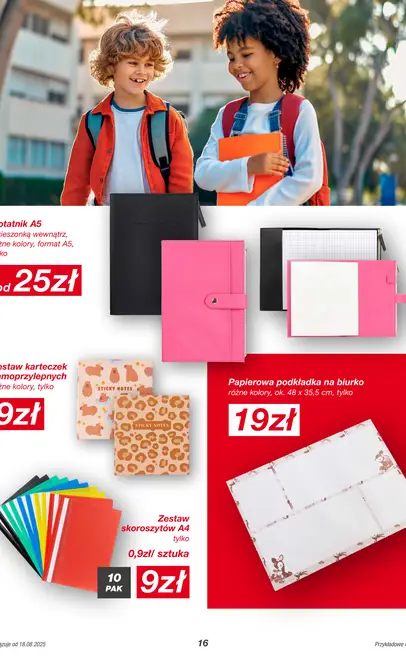 otatnik A5
ieszonką wewnątrz,
żne kolory, format A5,
ko
od 25zł
estaw karteczek
moprzylepnych
żne kolory, tylko
9zł
STICKY NOTES
STICKY NOTES
Papierowa podkładka na biurko
różne kolory, ok. 48 x 35,5 cm, tylko
19zł
Zestaw
skoroszytów A4
tylko
0,9zł/ sztuka
10
PAK
9zł
ązuje od 18.08.2025
16
Przykładowe